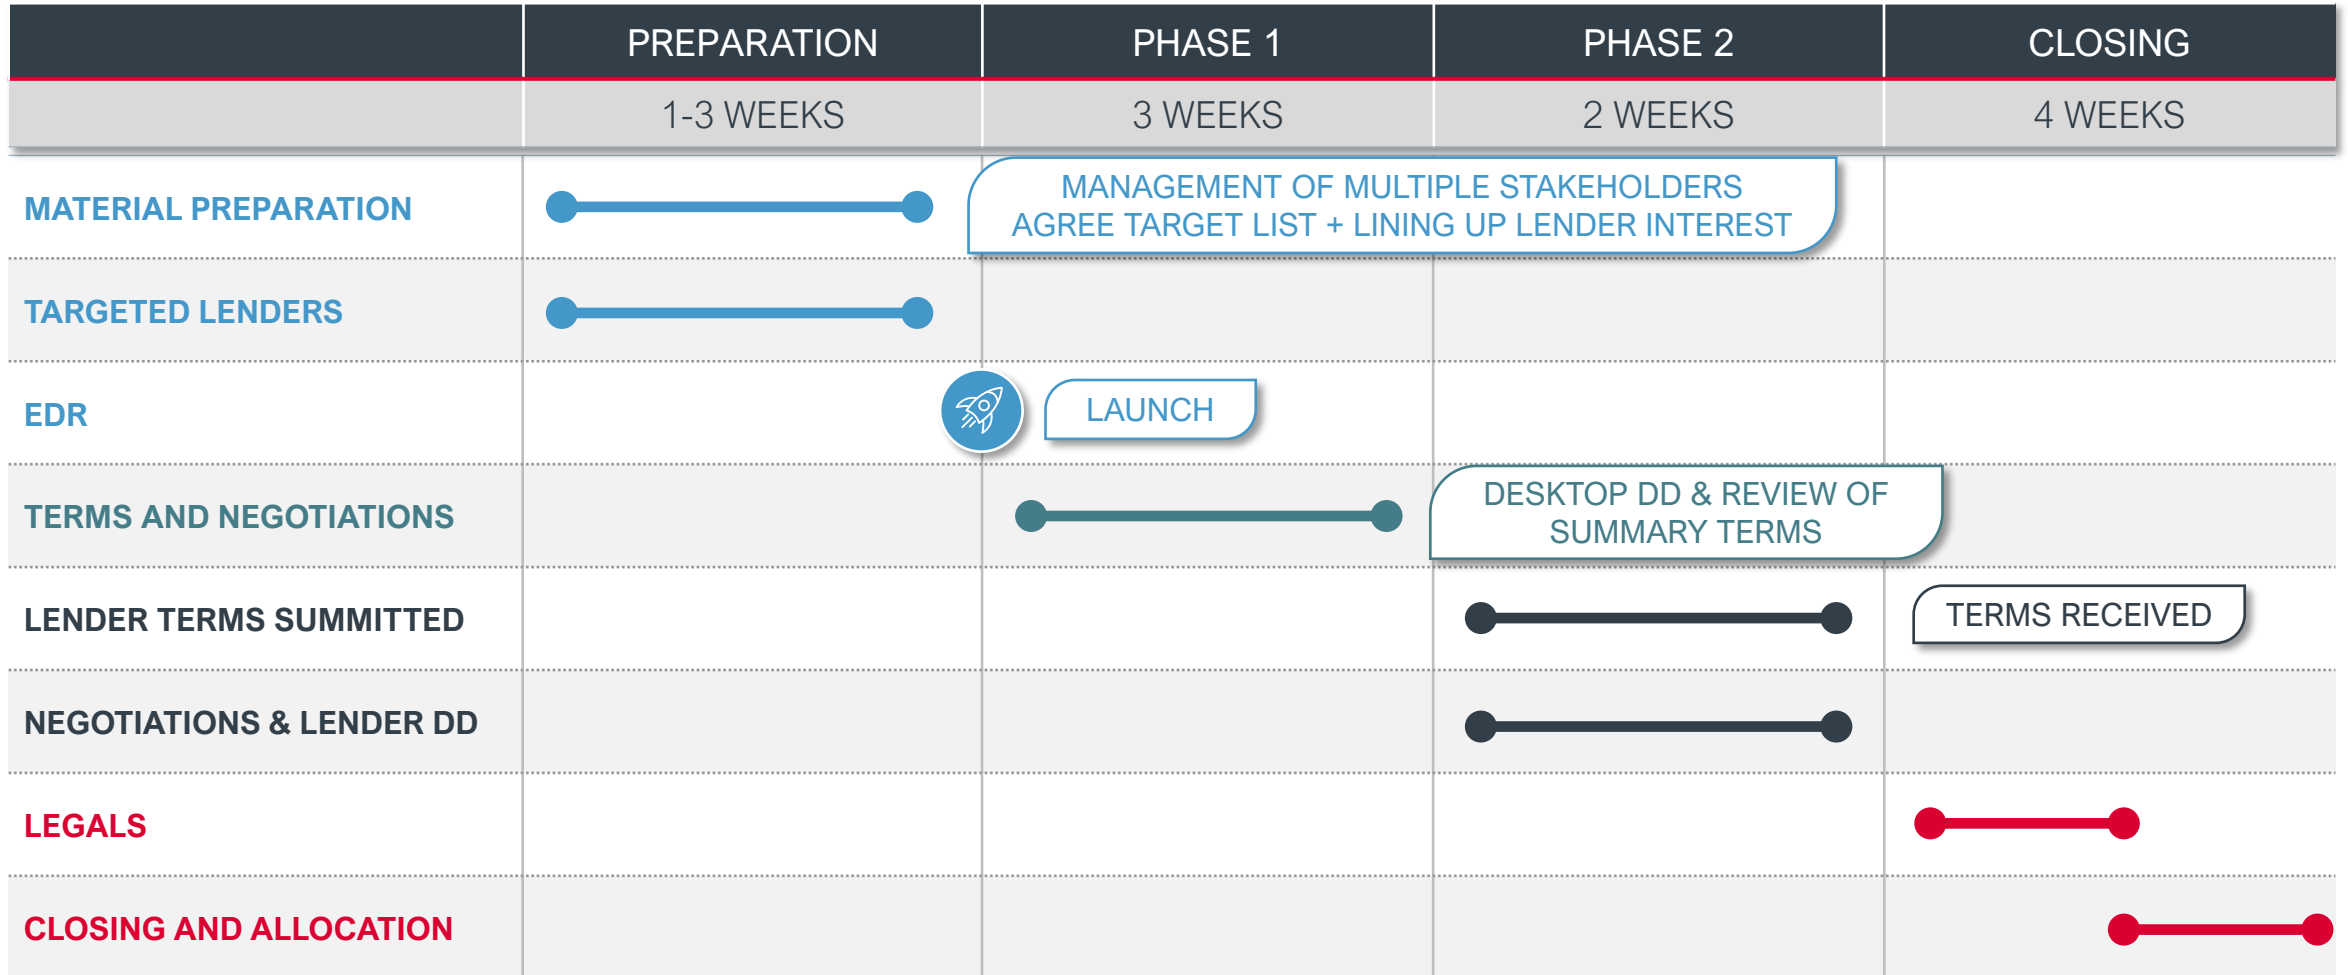 PREPARATION
PHASE 1
PHASE 2
CLOSING
1-3 WEEKS
3 WEEKS
2 WEEKS
4 WEEKS
MATERIAL PREPARATION
MANAGEMENT OF MULTIPLE STAKEHOLDERS
AGREE TARGET LIST + LINING UP LENDER INTEREST
TARGETED LENDERS
EDR
LAUNCH
TERMS AND NEGOTIATIONS
DESKTOP DD & REVIEW OF
SUMMARY TERMS
LENDER TERMS SUMMITTED
TERMS RECEIVED
NEGOTIATIONS & LENDER DD
LEGALS
CLOSING AND ALLOCATION